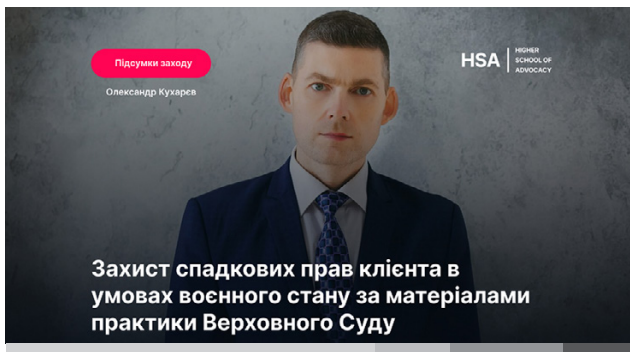 Підсумки заходу
Олександр Кухарєв
HSA
HIGHER
SCHOOL OF
ADVOCACY
Захист спадкових прав клієнта в
умовах воєнного стану за матеріалами
практики Верховного Суду